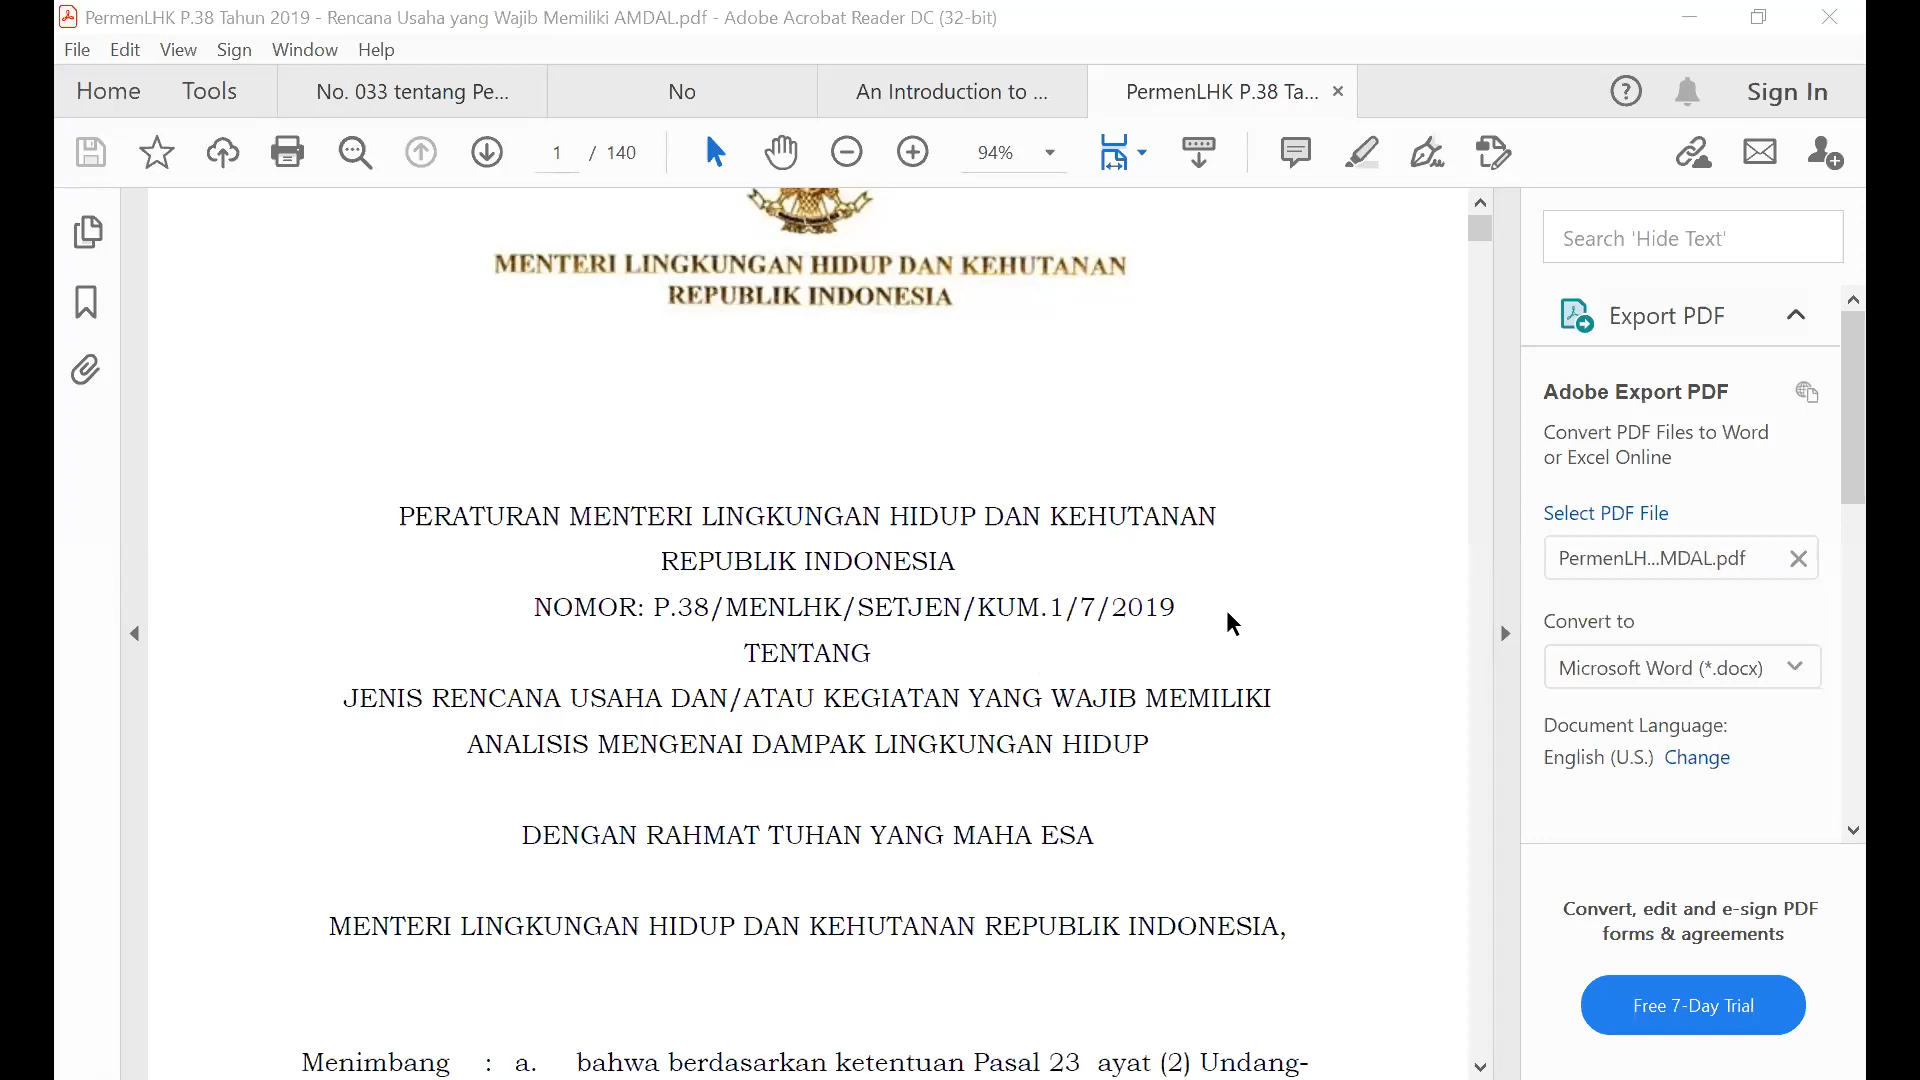 PermenLHK P.38 Tahun 2019 - Rencana Usaha yang Wajib Memiliki AMDAL.pdf - Adobe Acrobat Reader DC (32-bit)
File Edit View Sign Window Help
Home Tools No. 033 tentang Pe... No An Introduction to ... PermenLHK P.38 Ta... × Sign In
1 / 140 94%
MENTERI LINGKUNGAN HIDUP DAN KEHUTANAN
REPUBLIK INDONESIA
PERATURAN MENTERI LINGKUNGAN HIDUP DAN KEHUTANAN
REPUBLIK INDONESIA
NOMOR: P.38/MENLHK/SETJEN/KUM.1/7/2019
TENTANG
JENIS RENCANA USAHA DAN/ATAU KEGIATAN YANG WAJIB MEMILIKI
ANALISIS MENGENAI DAMPAK LINGKUNGAN HIDUP
DENGAN RAHMAT TUHAN YANG MAHA ESA
MENTERI LINGKUNGAN HIDUP DAN KEHUTANAN REPUBLIK INDONESIA,
Menimbang : a. bahwa berdasarkan ketentuan Pasal 23 ayat (2) Undang-
Search 'Hide Text'
Export PDF
Adobe Export PDF
Convert PDF Files to Word
or Excel Online
Select PDF File
PermenLH...MDAL.pdf
Convert to
Microsoft Word (*.docx)
Document Language:
English (U.S.) Change
Convert, edit and e-sign PDF
forms & agreements
Free 7-Day Trial